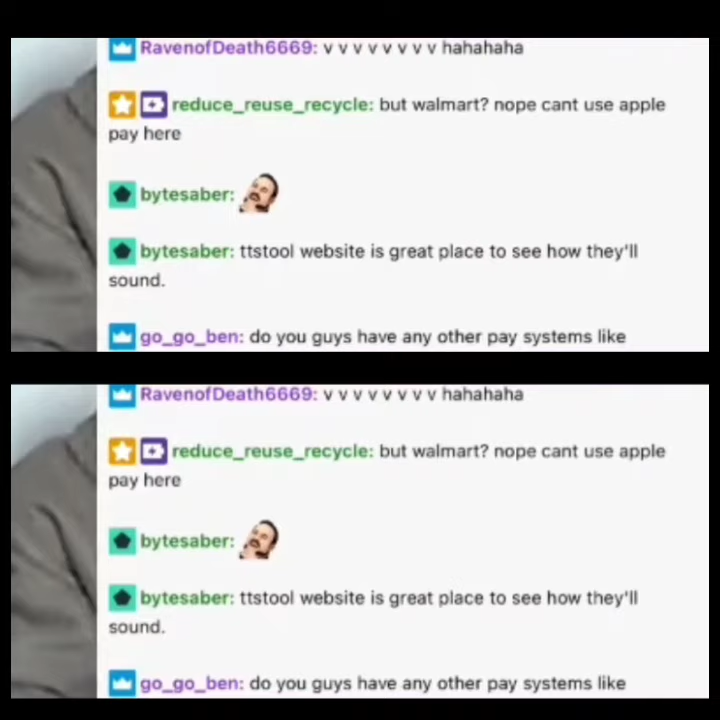 RavenofDeath6669: v v v v v v v v hahahaha
reduce_reuse_recycle: but walmart? nope cant use apple
pay here
bytesaber:
bytesaber: ttstool website is great place to see how they'll
sound.
go_go_ben: do you guys have any other pay systems like
RavenofDeath6669: v v v v v v v v hahahaha
reduce_reuse_recycle: but walmart? nope cant use apple
pay here
bytesaber:
bytesaber: ttstool website is great place to see how they'll
sound.
go_go_ben: do you guys have any other pay systems like